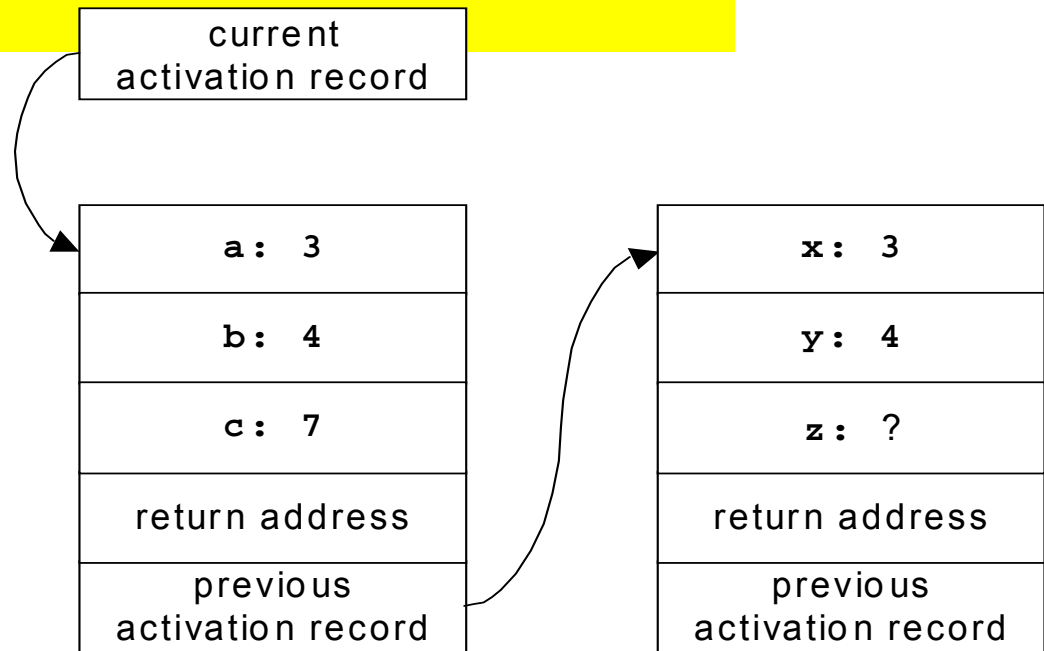 current
activation record
a: 3
b: 4
c: 7
return address
previous
activation record
x: 3
y: 4
z: ?
return address
previous
activation record